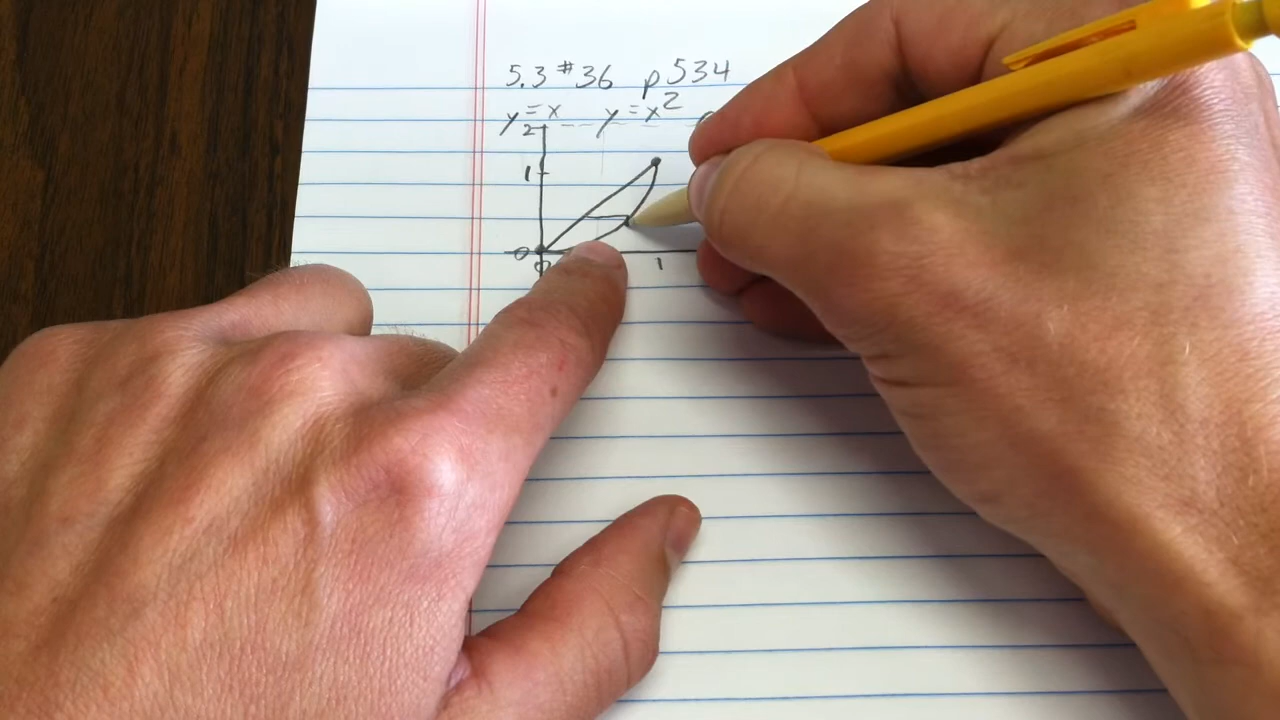 5.3 #36 p534
y=x y=x²
2
1
0
0 1